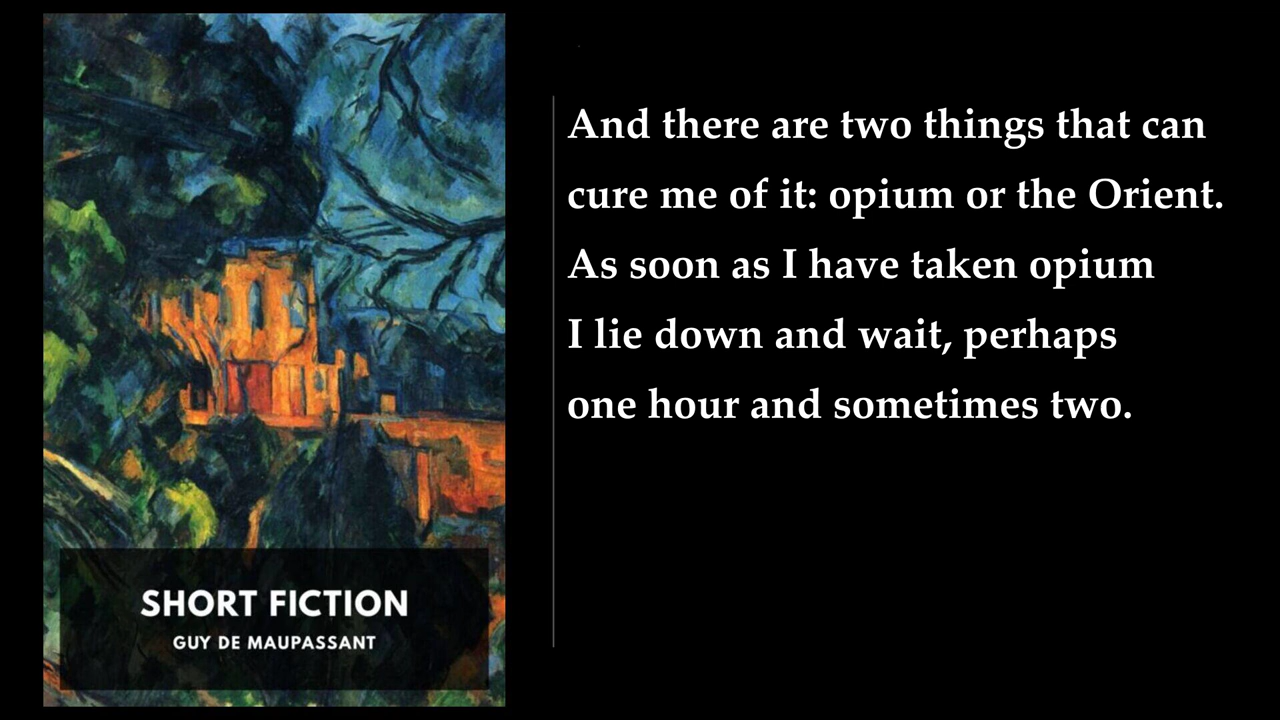 SHORT FICTION
GUY DE MAUPASSANT
And there are two things that can
cure me of it: opium or the Orient.
As soon as I have taken opium
I lie down and wait, perhaps
one hour and sometimes two.